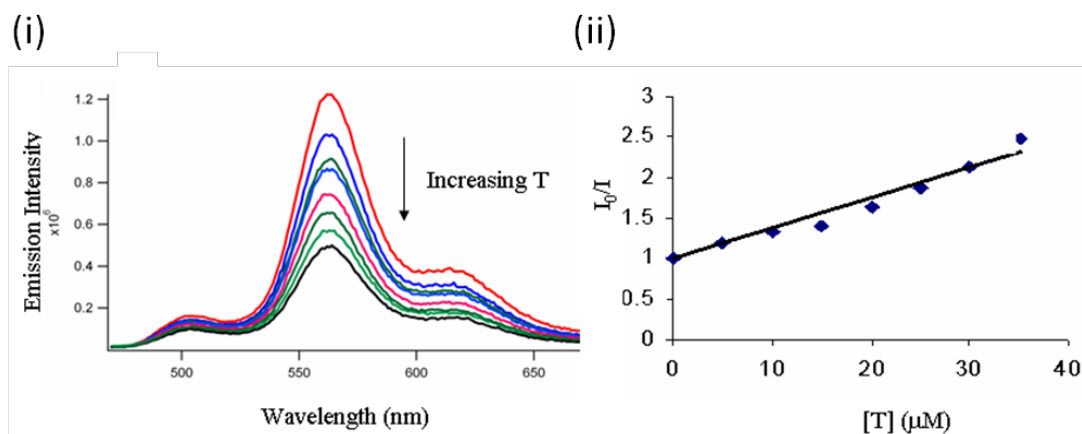 (i)
(ii)
1.2
1.0
0.8
0.6
0.4
0.2
Emission Intensity
x10⁶
Increasing T
500
550
600
650
Wavelength (nm)
3
2.5
2
1.5
1
0.5
0
I₀/I
0
10
20
30
40
[T] (μM)